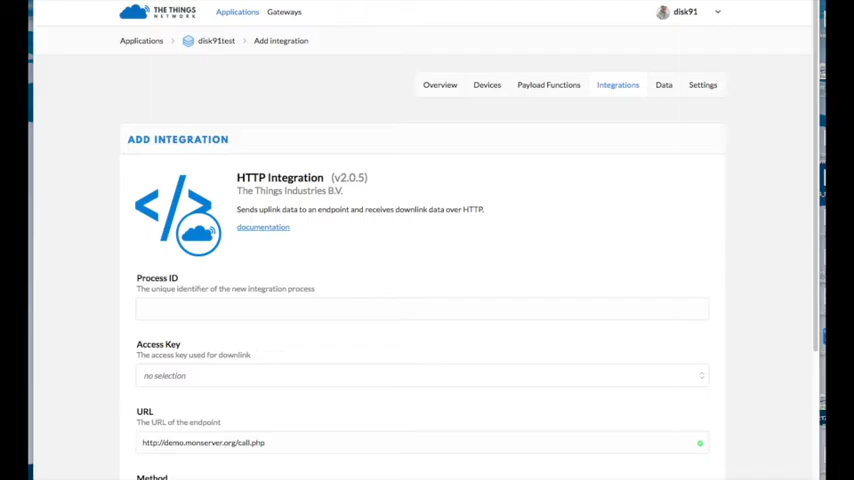 THE THINGS
NETWORK
Applications Gateways
disk91
Applications > disk91test > Add integration
Overview Devices Payload Functions Integrations Data Settings
ADD INTEGRATION
HTTP Integration (v2.0.5)
The Things Industries B.V.
Sends uplink data to an endpoint and receives downlink data over HTTP.
documentation
Process ID
The unique identifier of the new integration process
Access Key
The access key used for downlink
no selection
URL
The URL of the endpoint
http://demo.monserver.org/call.php
Method